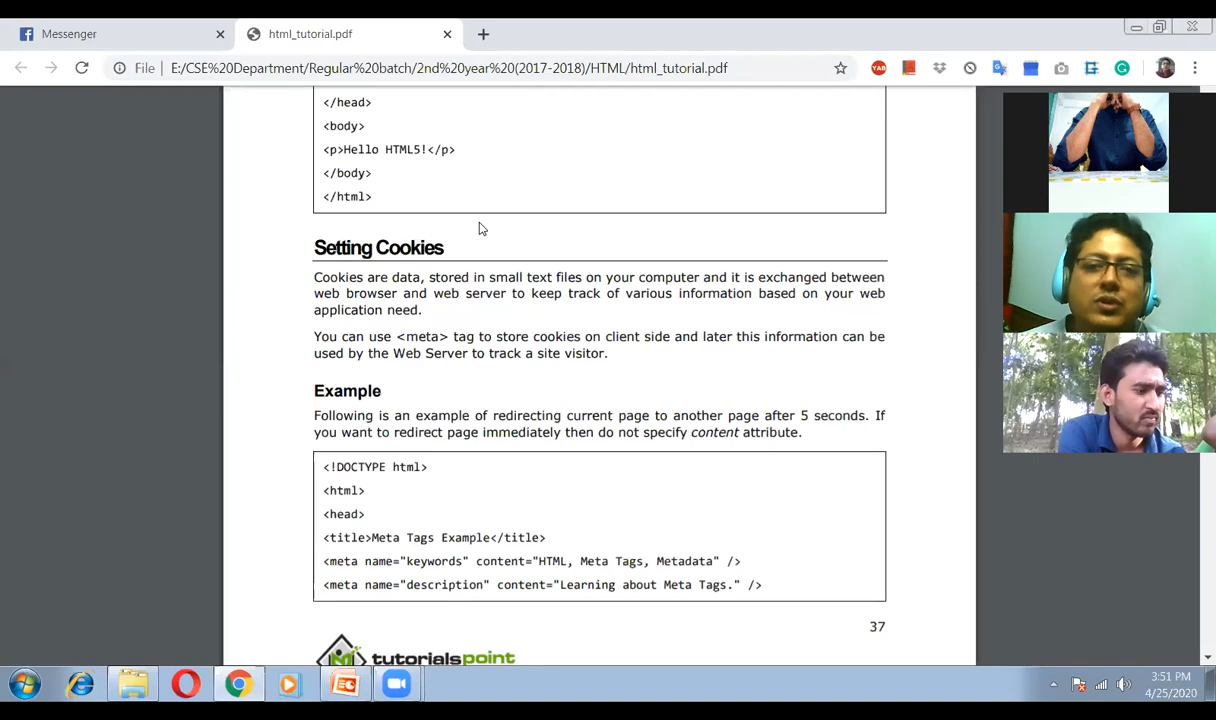 Messenger
html_tutorial.pdf
File | E:/CSE%20Department/Regular%20batch/2nd%20year%20(2017-2018)/HTML/html_tutorial.pdf
YAB
</head>
<body>
<p>Hello HTML5!</p>
</body>
</html>
Setting Cookies
Cookies are data, stored in small text files on your computer and it is exchanged between
web browser and web server to keep track of various information based on your web
application need.
You can use <meta> tag to store cookies on client side and later this information can be
used by the Web Server to track a site visitor.
Example
Following is an example of redirecting current page to another page after 5 seconds. If
you want to redirect page immediately then do not specify content attribute.
<!DOCTYPE html>
<html>
<head>
<title>Meta Tags Example</title>
<meta name="keywords" content="HTML, Meta Tags, Metadata" />
<meta name="description" content="Learning about Meta Tags." />
37
tutorialspoint
3:51 PM
4/25/2020